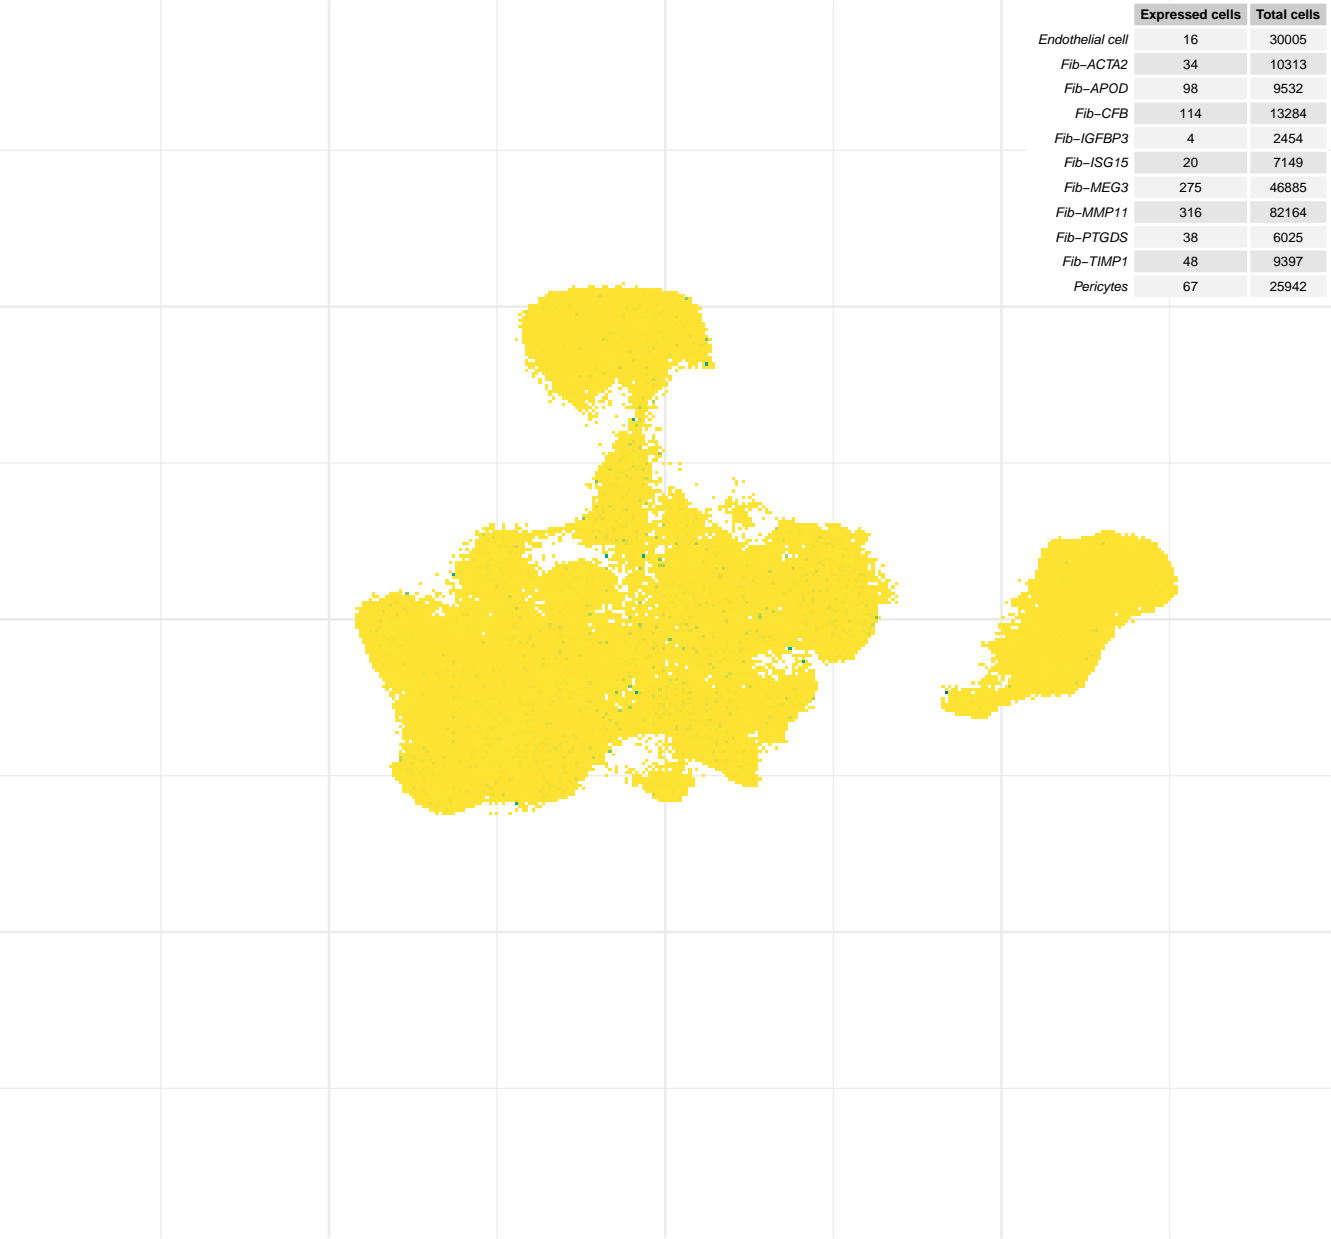 Expressed cells Total cells
Endothelial cell 16 30005
Fib−ACTA2 34 10313
Fib−APOD 98 9532
Fib−CFB 114 13284
Fib−IGFBP3 4 2454
Fib−ISG15 20 7149
Fib−MEG3 275 46885
Fib−MMP11 316 82164
Fib−PTGDS 38 6025
Fib−TIMP1 48 9397
Pericytes 67 25942